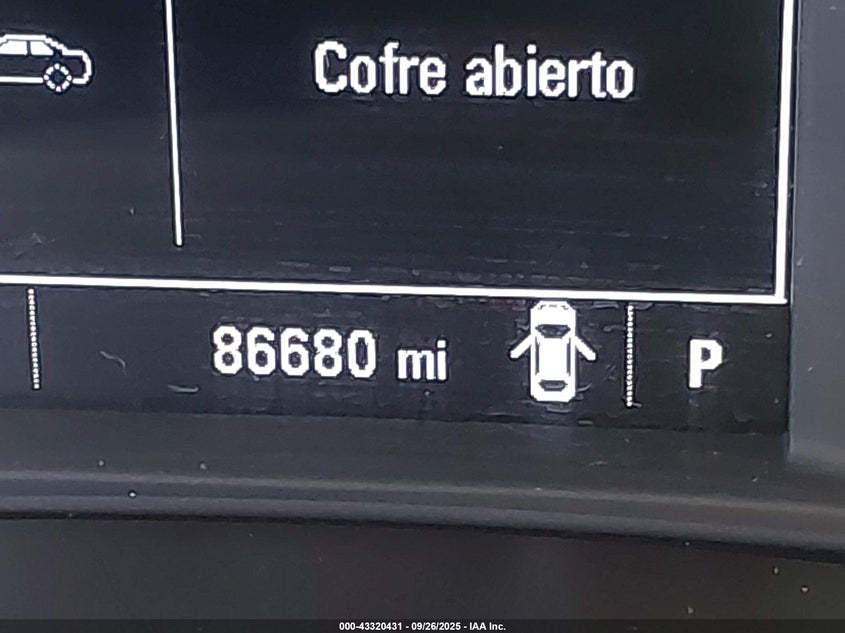 Cofre abierto
86680 mi
P
000-43320431 - 09/26/2025 - IAA Inc.